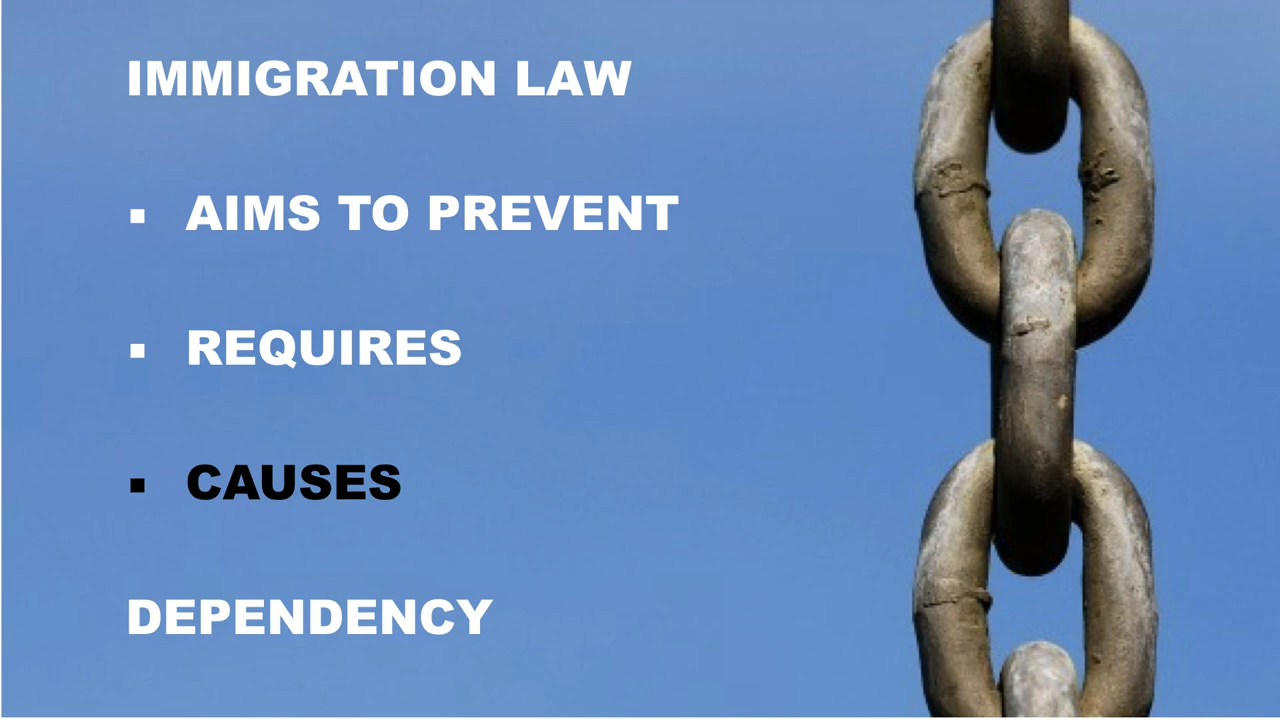 IMMIGRATION LAW
▪ AIMS TO PREVENT
▪ REQUIRES
▪ CAUSES
DEPENDENCY